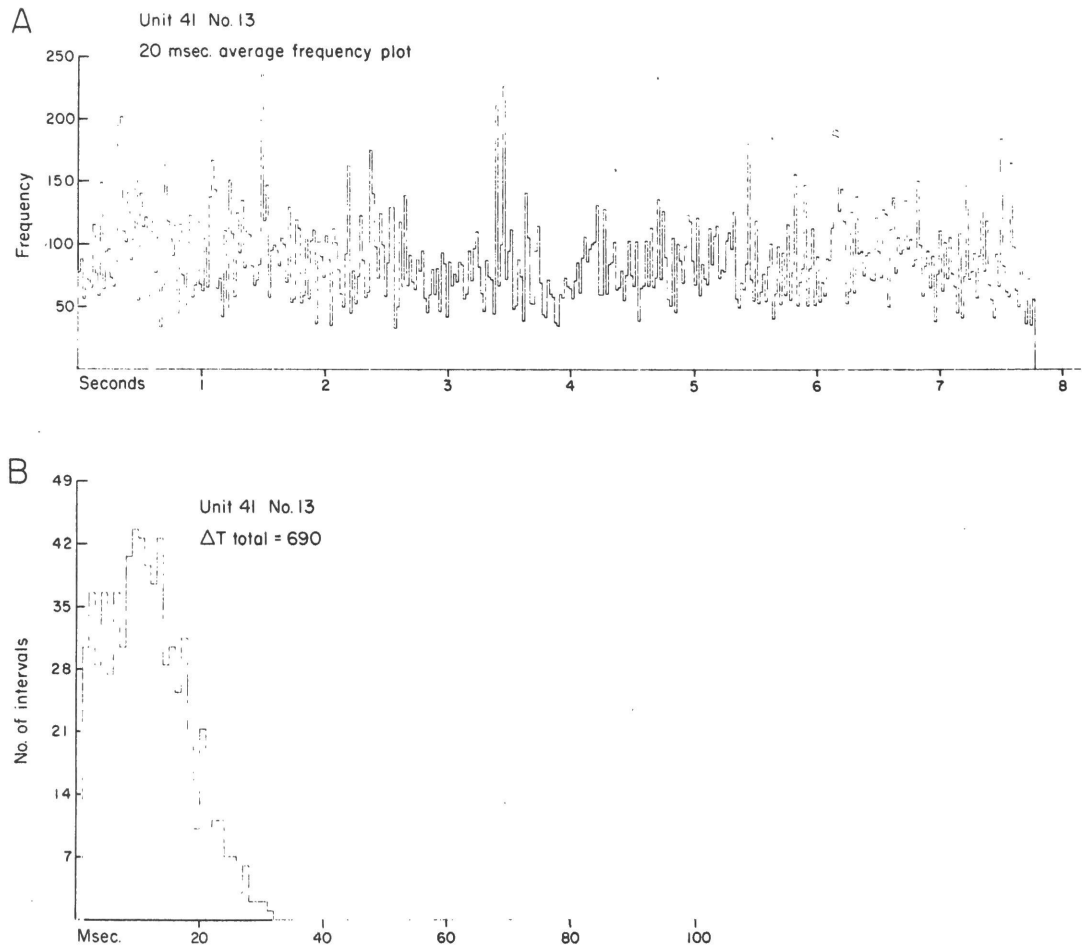 A
Unit 41 No. 13
20 msec. average frequency plot
250
200
150
100
50
Frequency
Seconds 1 2 3 4 5 6 7 8
B
49
42
35
28
21
14
7
No. of intervals
Unit 41 No. 13
ΔT total = 690
Msec. 20 40 60 80 100